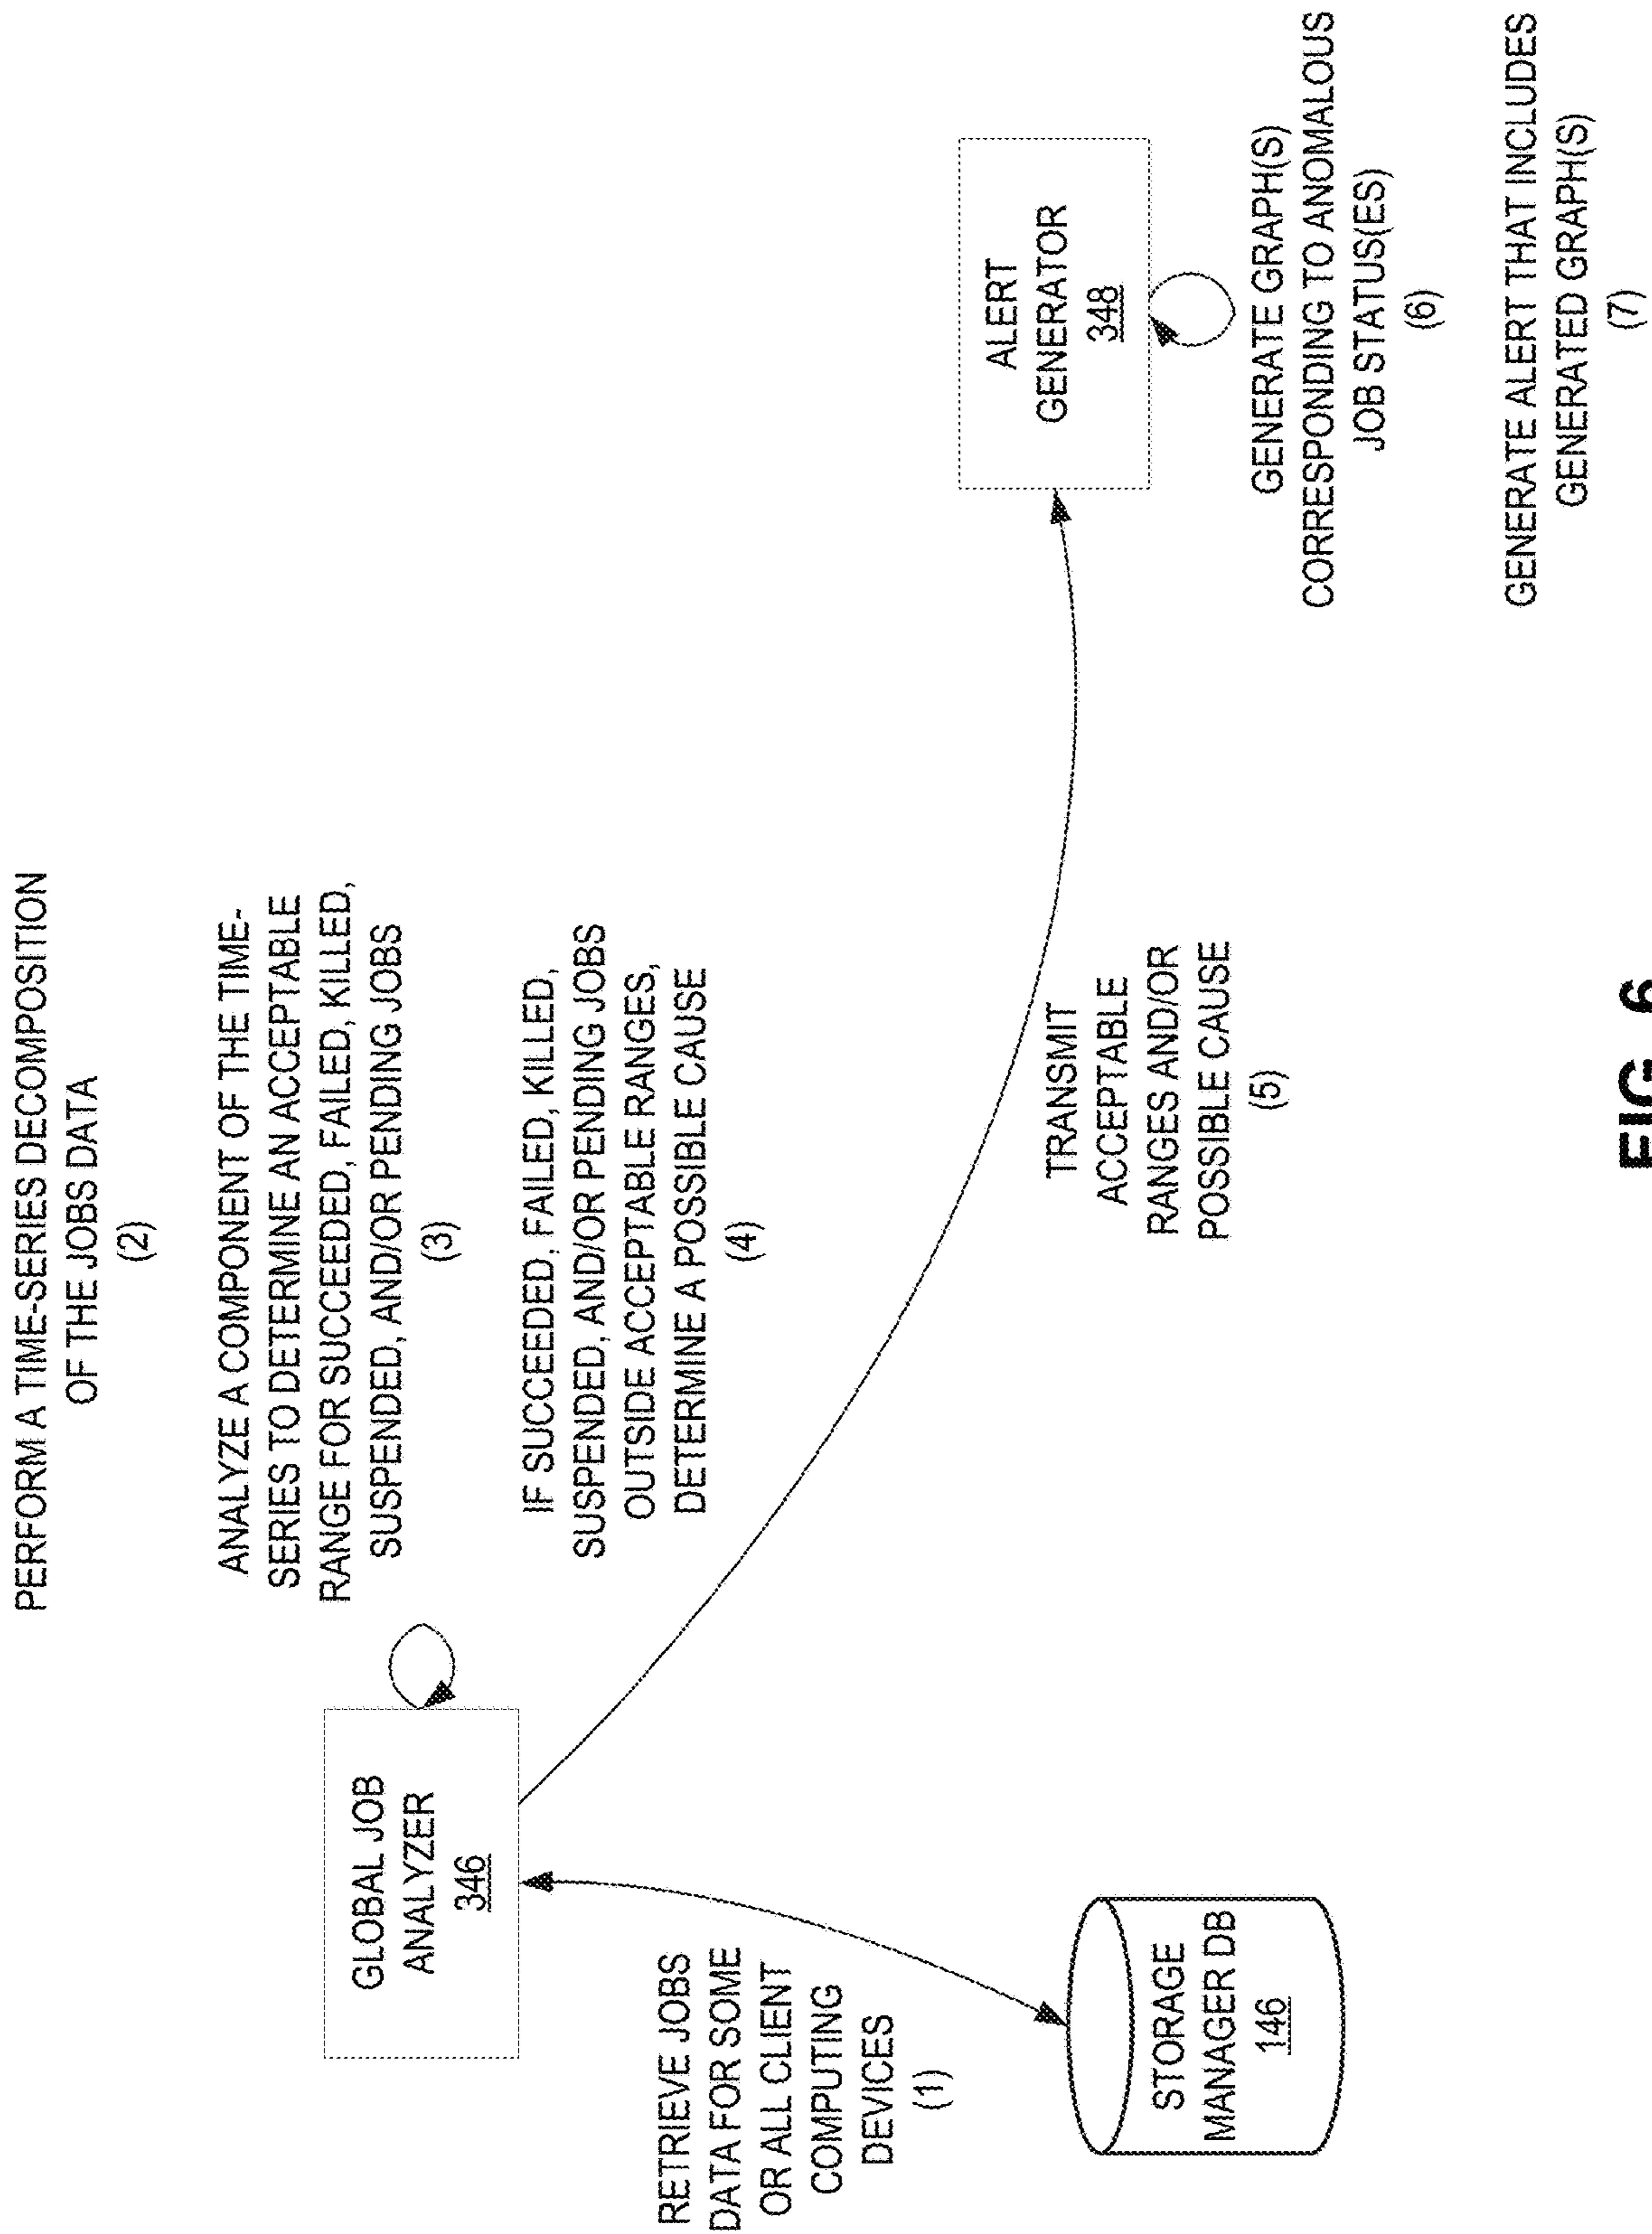 PERFORM A TIME-SERIES DECOMPOSITION
OF THE JOBS DATA
(2)
ANALYZE A COMPONENT OF THE TIME-
SERIES TO DETERMINE AN ACCEPTABLE
RANGE FOR SUCCEEDED, FAILED, KILLED,
SUSPENDED, AND/OR PENDING JOBS
(3)
IF SUCCEEDED, FAILED, KILLED,
SUSPENDED, AND/OR PENDING JOBS
OUTSIDE ACCEPTABLE RANGES,
DETERMINE A POSSIBLE CAUSE
(4)
GLOBAL JOB
ANALYZER
346
RETRIEVE JOBS
DATA FOR SOME
OR ALL CLIENT
COMPUTING
DEVICES
(1)
STORAGE
MANAGER DB
146
TRANSMIT
ACCEPTABLE
RANGES AND/OR
POSSIBLE CAUSE
(5)
ALERT
GENERATOR
348
GENERATE GRAPH(S)
CORRESPONDING TO ANOMALOUS
JOB STATUS(ES)
(6)
GENERATE ALERT THAT INCLUDES
GENERATED GRAPH(S)
(7)
FIG. 6